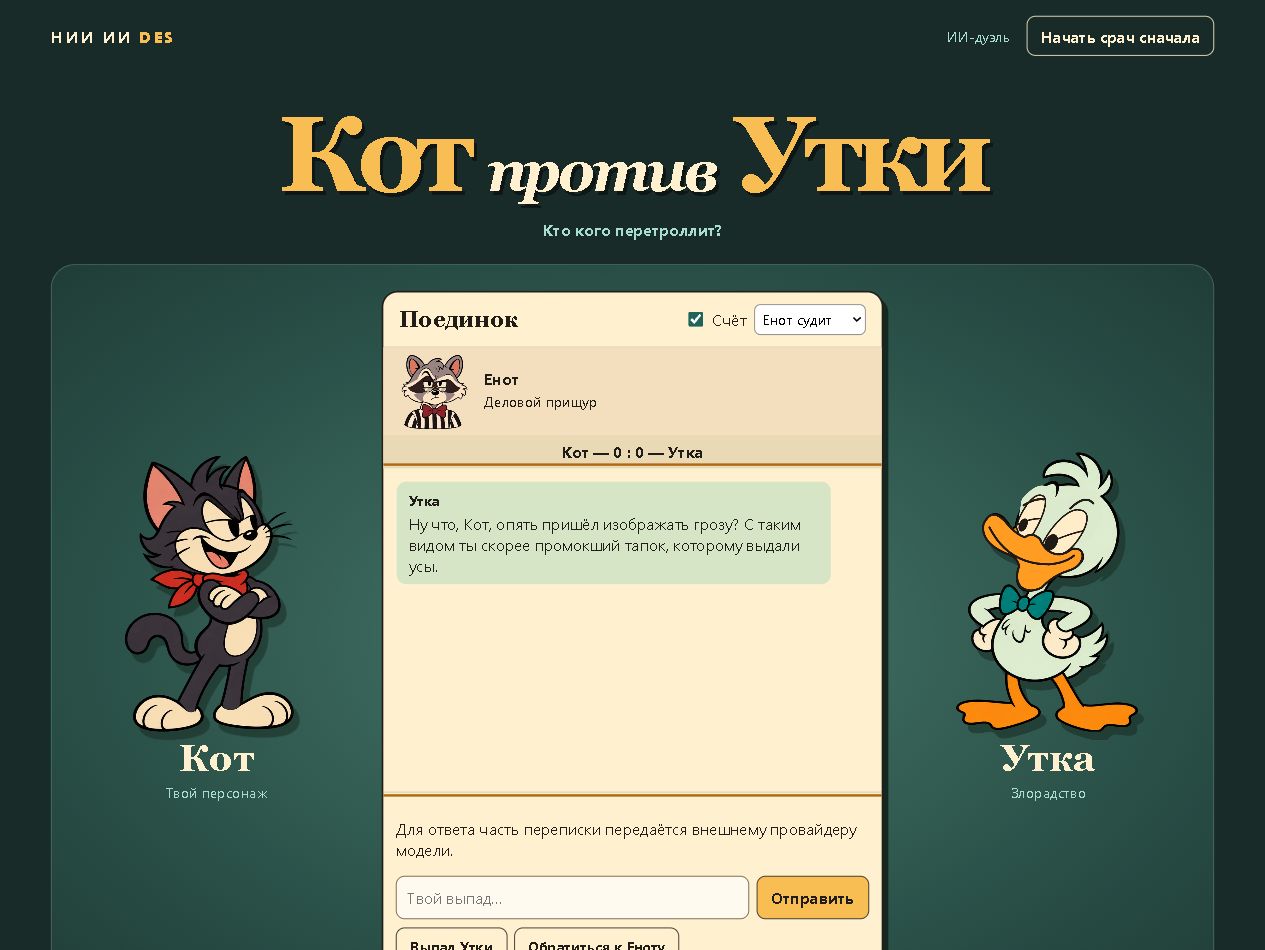 НИИ ИИ DES
ИИ-дуэль
Начать срач сначала
Кот против Утки
Кто кого перетроллит?
Поединок
Счёт
Енот судит
Енот
Деловой прищур
Кот — 0 : 0 — Утка
Утка
Ну что, Кот, опять пришёл изображать грозу? С таким
видом ты скорее промокший тапок, которому выдали
усы.
Кот
Твой персонаж
Утка
Злорадство
Для ответа часть переписки передаётся внешнему провайдеру
модели.
Твой выпад...
Отправить
Выпад Утки
Обратиться к Еноту